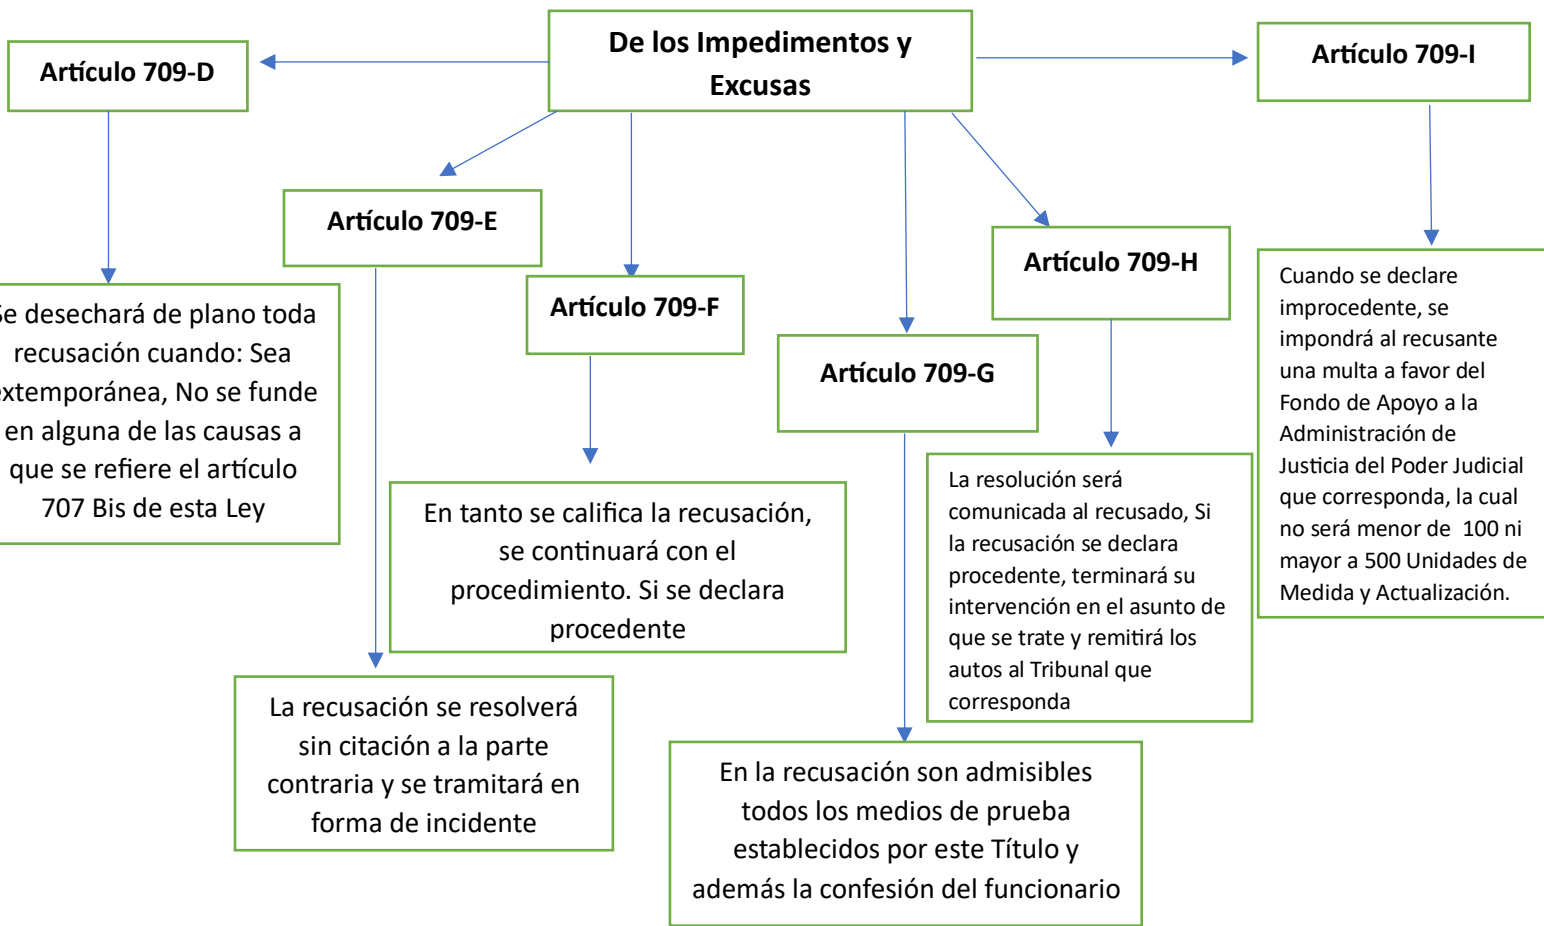 De los Impedimentos y
Excusas
Artículo 709-D
Se desechará de plano toda
recusación cuando: Sea
extemporánea, No se funde
en alguna de las causas a
que se refiere el artículo
707 Bis de esta Ley
Artículo 709-E
La recusación se resolverá
sin citación a la parte
contraria y se tramitará en
forma de incidente
Artículo 709-F
En tanto se califica la recusación,
se continuará con el
procedimiento. Si se declara
procedente
Artículo 709-G
En la recusación son admisibles
todos los medios de prueba
establecidos por este Título y
además la confesión del funcionario
Artículo 709-H
La resolución será
comunicada al recusado, Si
la recusación se declara
procedente, terminará su
intervención en el asunto de
que se trate y remitirá los
autos al Tribunal que
corresponda
Artículo 709-I
Cuando se declare
improcedente, se
impondrá al recusante
una multa a favor del
Fondo de Apoyo a la
Administración de
Justicia del Poder Judicial
que corresponda, la cual
no será menor de  100 ni
mayor a 500 Unidades de
Medida y Actualización.